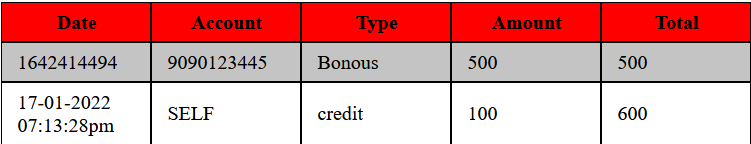 Date Account Type Amount Total
1642414494 9090123445 Bonous 500 500
17-01-2022
07:13:28pm SELF credit 100 600